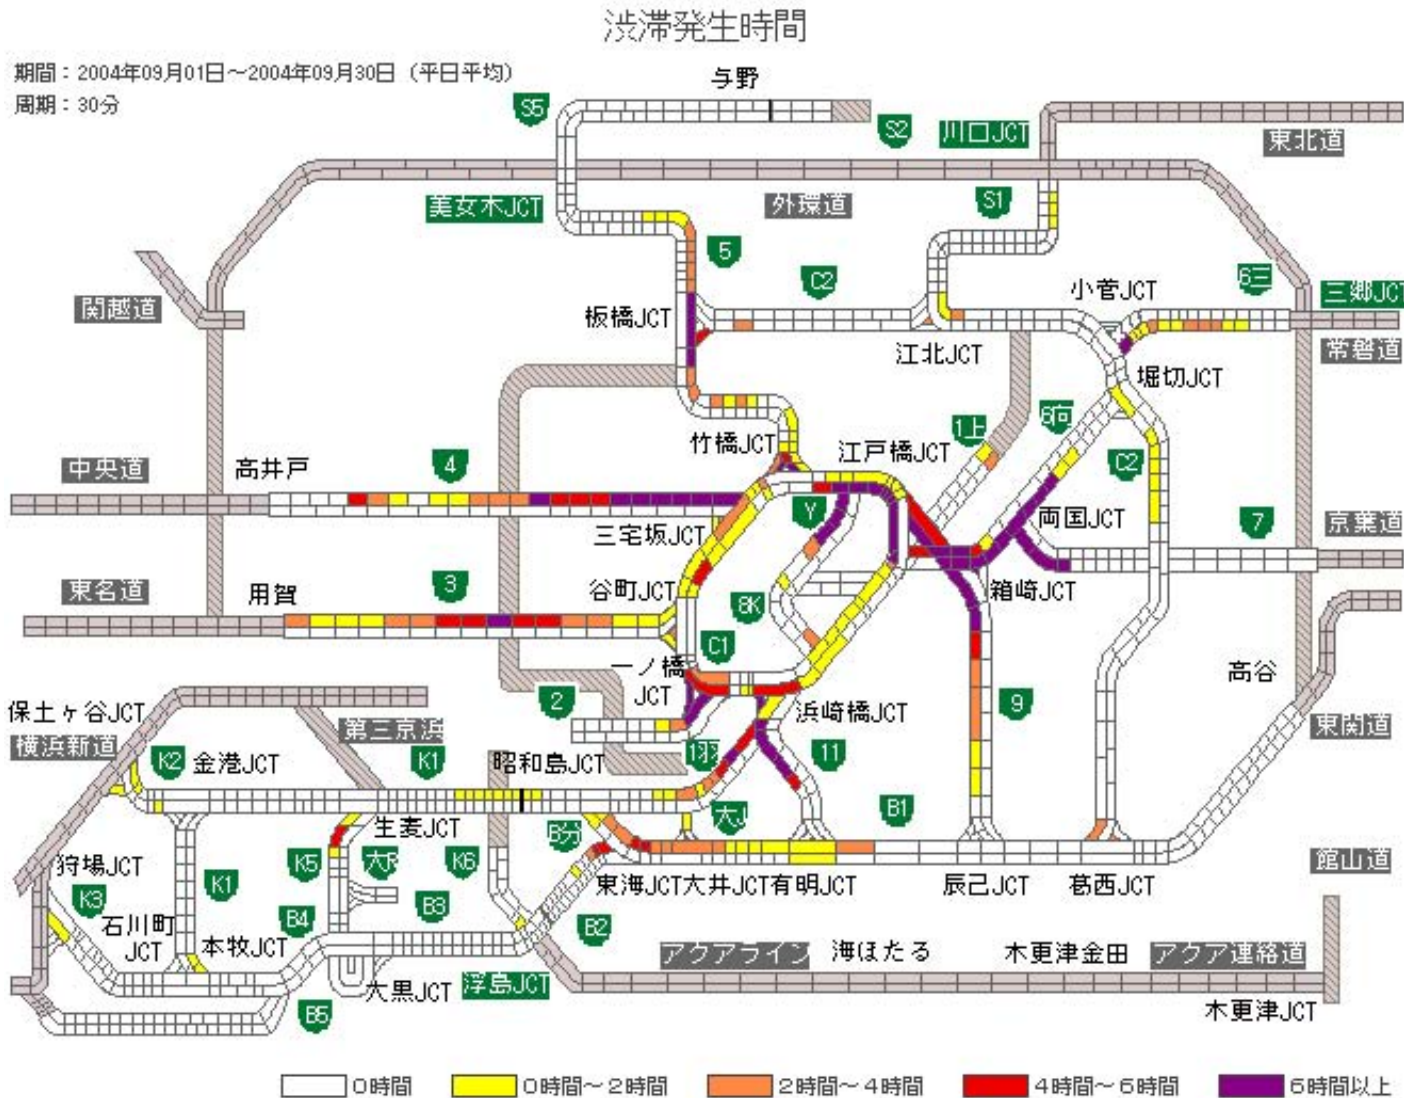 渋滞発生時間
期間：2004年09月01日～2004年09月30日（平日平均）
周期：30分
与野
S5
S2
川口JCT
東北道
美女木JCT
外環道
S1
5
C2
小菅JCT
6三
三郷JCT
関越道
板橋JCT
江北JCT
常磐道
堀切JCT
竹橋JCT
江戸橋JCT
1上
6向
C2
中央道
高井戸
4
三宅坂JCT
Y
両国JCT
7
京葉道
東名道
用賀
3
谷町JCT
8K
箱崎JCT
C1
一ノ橋
JCT
高谷
保土ヶ谷JCT
横浜新道
第三京浜
2
浜崎橋JCT
9
東関道
K2
金港JCT
K1
昭和島JCT
1羽
11
生麦JCT
B分
大J
B1
狩場JCT
K5
大R
K6
東海JCT
大井JCT
有明JCT
辰己JCT
葛西JCT
館山道
K3
K1
石川町
JCT
本牧JCT
B4
B3
B2
アクアライン
海ほたる
木更津金田
アクア連絡道
大黒JCT
浮島JCT
B5
木更津JCT
0時間
0時間～2時間
2時間～4時間
4時間～6時間
6時間以上